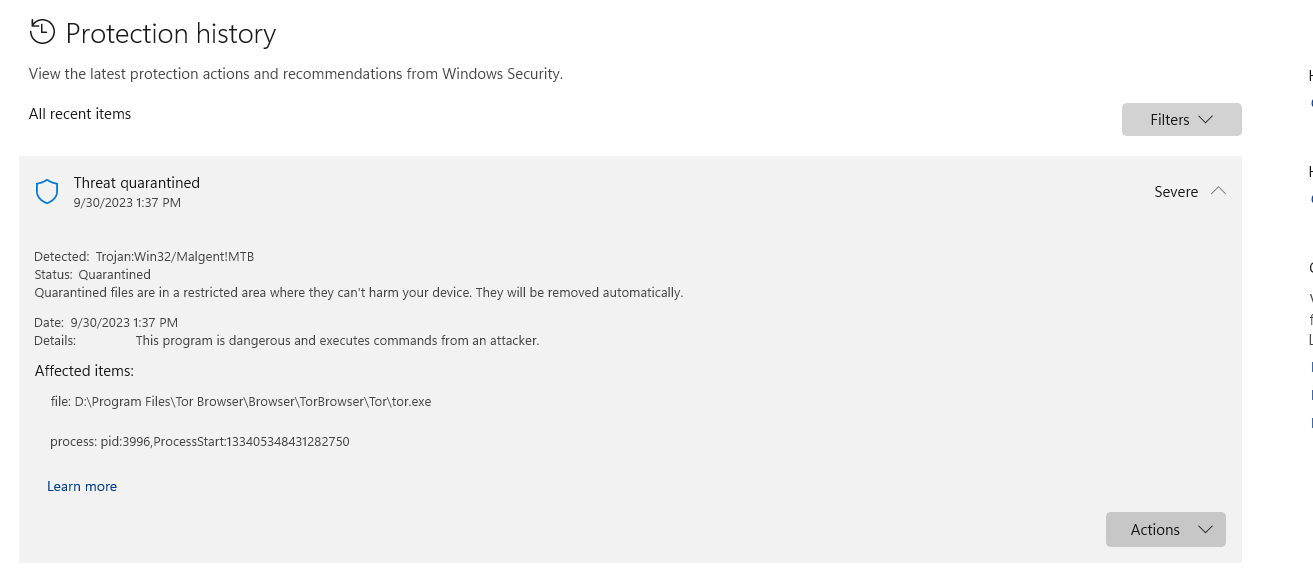 Protection history
View the latest protection actions and recommendations from Windows Security.
All recent items
Filters
Threat quarantined
9/30/2023 1:37 PM
Severe
Detected: Trojan:Win32/Malgent!MTB
Status: Quarantined
Quarantined files are in a restricted area where they can't harm your device. They will be removed automatically.
Date: 9/30/2023 1:37 PM
Details: This program is dangerous and executes commands from an attacker.
Affected items:
file: D:\Program Files\Tor Browser\Browser\TorBrowser\Tor\tor.exe
process: pid:3996,ProcessStart:133405348431282750
Learn more
Actions